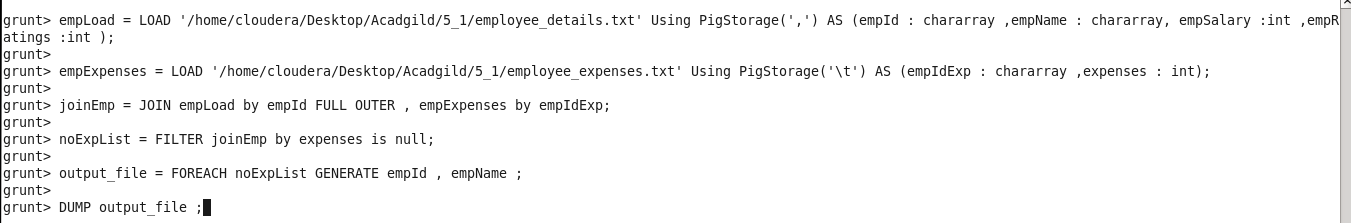 grunt> empLoad = LOAD '/home/cloudera/Desktop/Acadgild/5_1/employee_details.txt' Using PigStorage(',') AS (empId : chararray ,empName : chararray, empSalary :int ,empR
atings :int );
grunt>
grunt> empExpenses = LOAD '/home/cloudera/Desktop/Acadgild/5_1/employee_expenses.txt' Using PigStorage('\t') AS (empIdExp : chararray ,expenses : int);
grunt>
grunt> joinEmp = JOIN empLoad by empId FULL OUTER , empExpenses by empIdExp;
grunt>
grunt> noExpList = FILTER joinEmp by expenses is null;
grunt>
grunt> output_file = FOREACH noExpList GENERATE empId , empName ;
grunt>
grunt> DUMP output_file ;